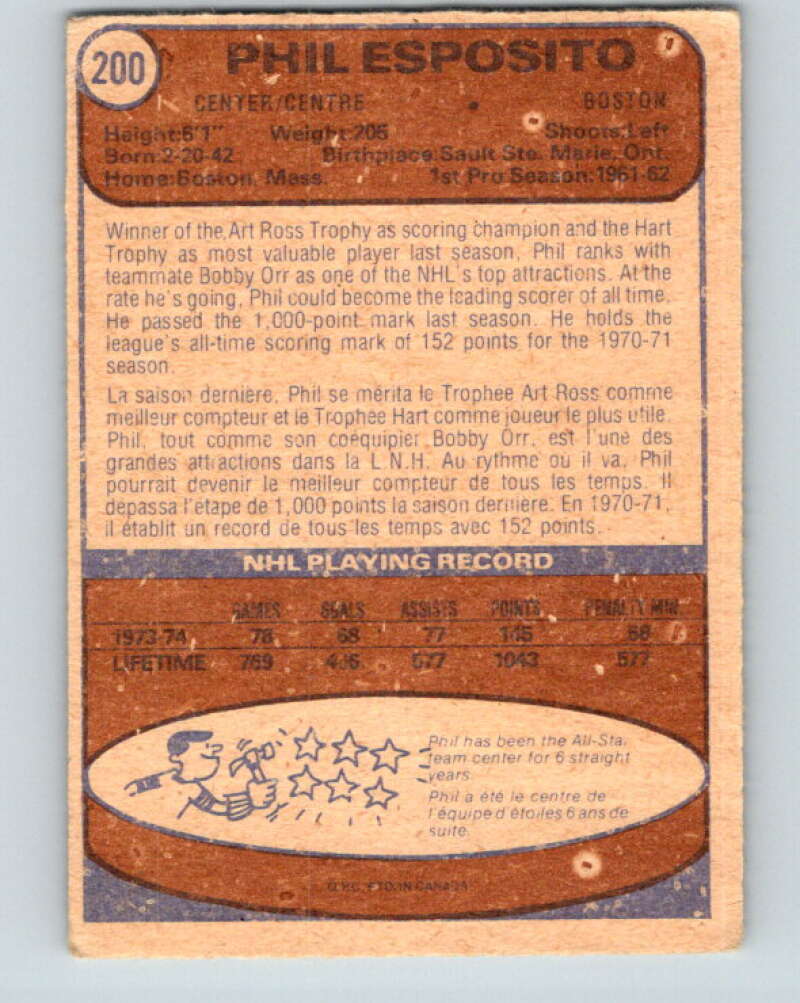 200
PHIL ESPOSITO
CENTER/CENTRE BOSTON
Height:6'1" Weight:205 Shoots:Left
Born:2-20-42 Birthplace:Sault Ste. Marie, Ont.
Home:Boston, Mass. 1st Pro Season:1961-62
Winner of the Art Ross Trophy as scoring champion and the Hart
Trophy as most valuable player last season, Phil ranks with
teammate Bobby Orr as one of the NHL's top attractions. At the
rate he's going, Phil could become the leading scorer of all time.
He passed the 1,000-point mark last season. He holds the
league's all-time scoring mark of 152 points for the 1970-71
season.
La saison dernière, Phil se mérita le Trophee Art Ross comme
meilleur compteur et le Trophee Hart comme joueur le plus utile.
Phil, tout comme son coéquipier Bobby Orr, est l'une des
grandes attractions dans la L.N.H. Au rythme ou il va, Phil
pourrait devenir le meilleur compteur de tous les temps. Il
dépassa l'étape de 1,000 points la saison dernière. En 1970-71,
il établit un record de tous les temps avec 152 points.
NHL PLAYING RECORD
GAMES GOALS ASSISTS POINTS PENALTY MIN
1973-74 78 68 77 145
LIFETIME 769 677 1043 577
Phil has been the All-Star
team center for 6 straight
years.
Phil a été le centre de
l'équipe d'étoiles 6 ans de
suite.
PTD. IN CANADA